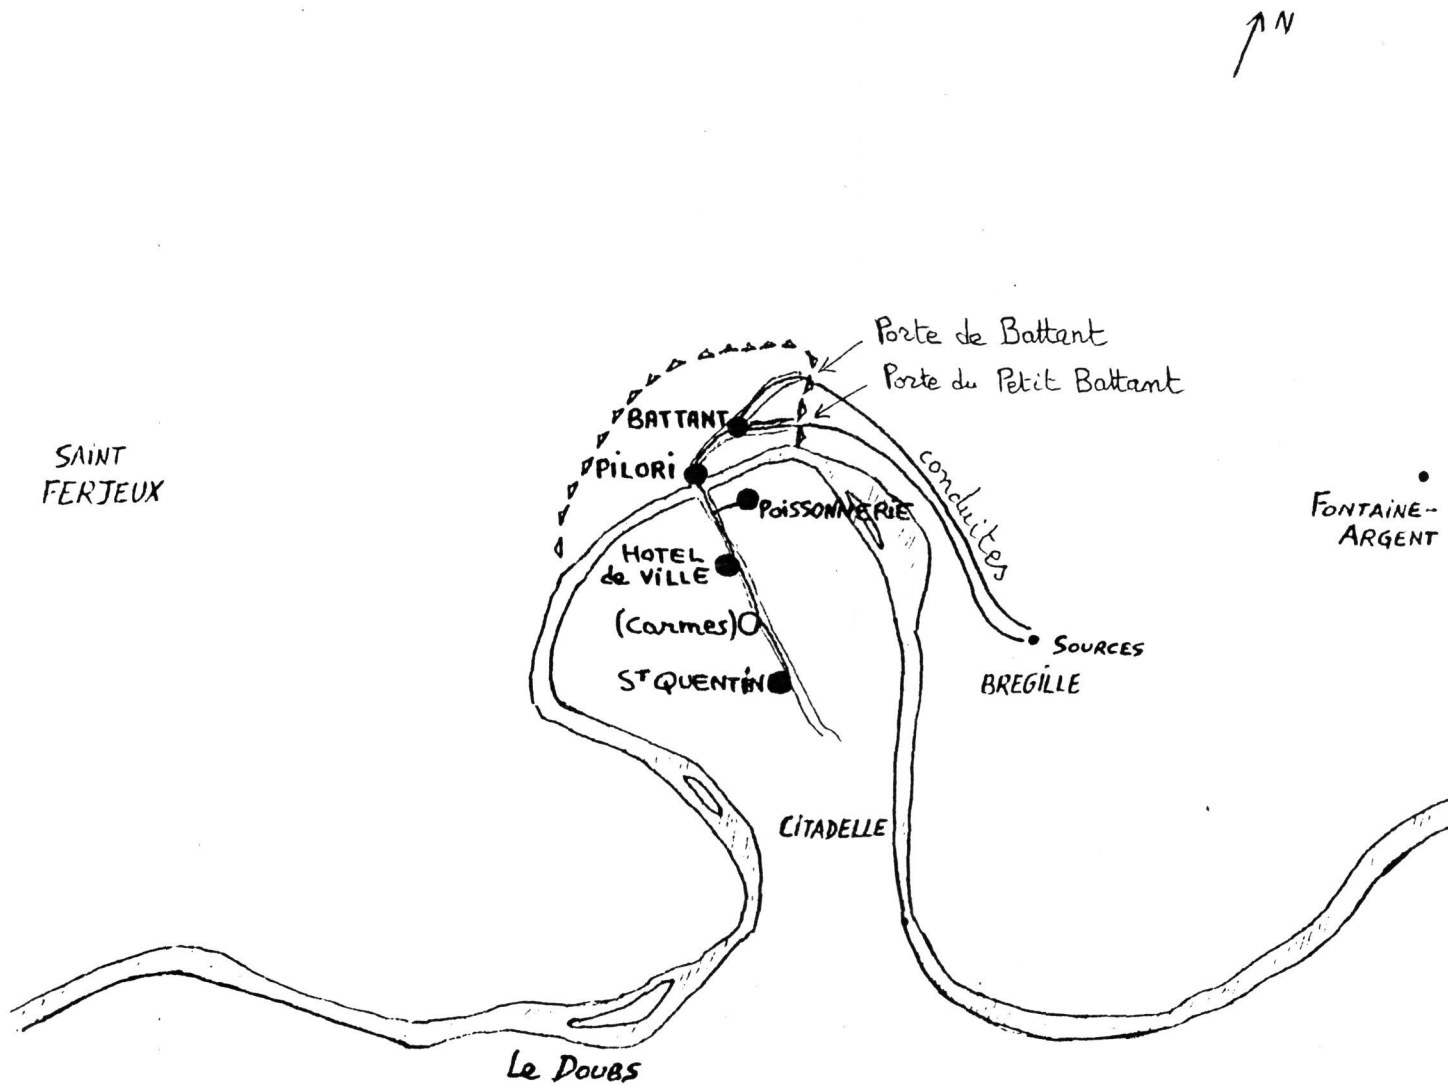 N
Porte de Battant
Porte du Petit Battant
BATTANT
SAINT
FERJEUX
PILORI
conduites
POISSONNERIE
FONTAINE-
ARGENT
HOTEL
de VILLE
(Carmes)
SOURCES
ST QUENTIN
BREGILLE
CITADELLE
Le DOUBS